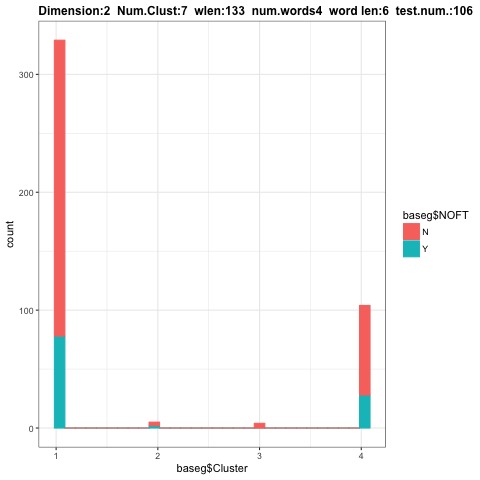 Dimension:2  Num.Clust:7  wlen:133  num.words4  word len:6  test.num.:106
300
200
100
0
count
1 2 3 4
baseg$Cluster
baseg$NOFT
N
Y